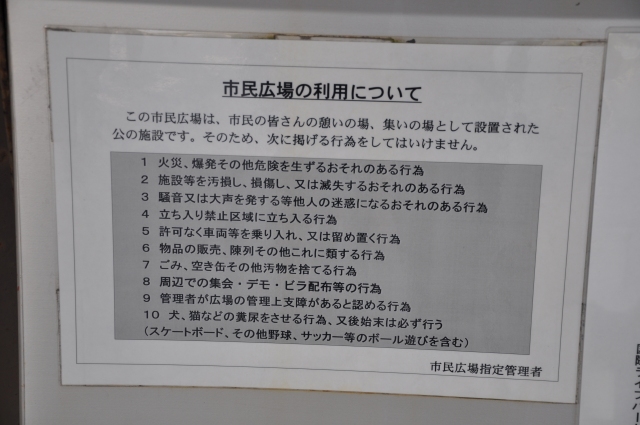 市民広場の利用について
この市民広場は、市民の皆さんの憩いの場、集いの場として設置された
公の施設です。そのため、次に掲げる行為をしてはいけません。
1 火災、爆発その他危険を生ずるおそれのある行為
2 施設等を汚損し、損傷し、又は滅失するおそれのある行為
3 騒音又は大声を発する等他人の迷惑になるおそれのある行為
4 立ち入り禁止区域に立ち入る行為
5 許可なく車両等を乗り入れ、又は留め置く行為
6 物品の販売、陳列その他これに類する行為
7 ごみ、空き缶その他汚物を捨てる行為
8 周辺での集会・デモ・ビラ配布等の行為
9 管理者が広場の管理上支障があると認める行為
10 犬、猫などの糞尿をさせる行為、又後始末は必ず行う
（スケートボード、その他野球、サッカー等のボール遊びを含む）
市民広場指定管理者